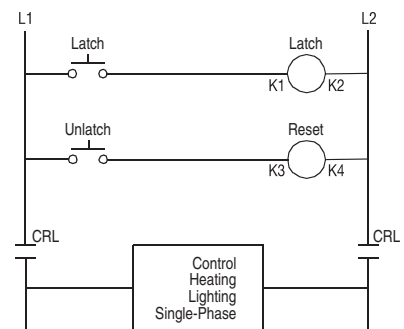 L1
L2
Latch
Latch
K1
K2
Unlatch
Reset
K3
K4
CRL
CRL
Control
Heating
Lighting
Single-Phase